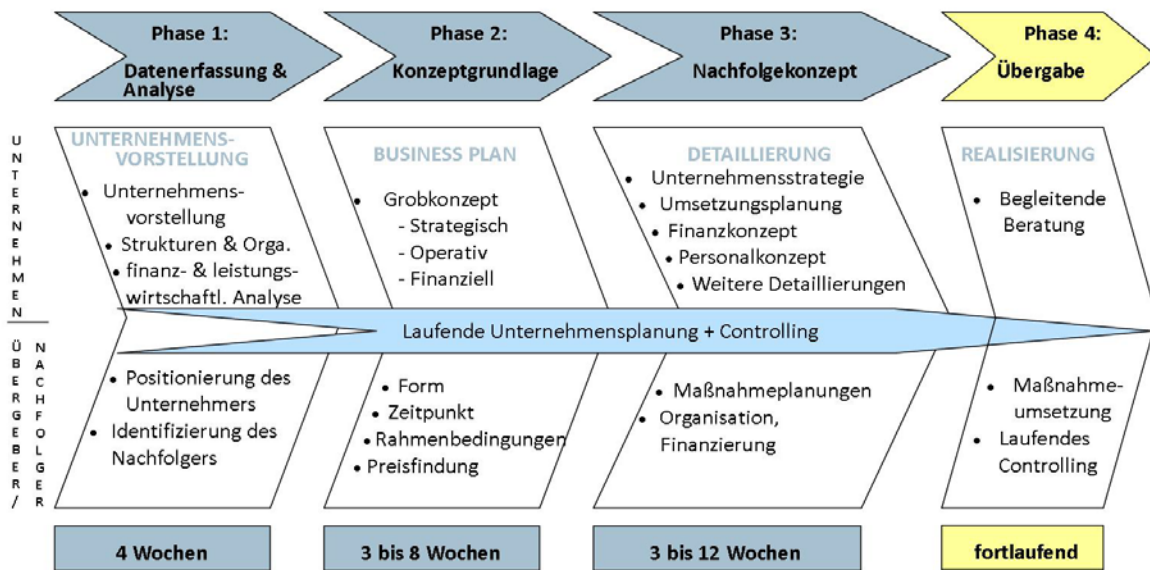 Phase 1:
Datenerfassung &
Analyse
Phase 2:
Konzeptgrundlage
Phase 3:
Nachfolgekonzept
Phase 4:
Übergabe
UNTERNEHMEN
UNTERNEHMENS-
VORSTELLUNG
• Unternehmens-
vorstellung
• Strukturen & Orga.
• finanz- & leistungs-
wirtschaftl. Analyse
BUSINESS PLAN
• Grobkonzept
- Strategisch
- Operativ
- Finanziell
DETAILLIERUNG
• Unternehmensstrategie
• Umsetzungsplanung
• Finanzkonzept
• Personalkonzept
• Weitere Detaillierungen
REALISIERUNG
• Begleitende
Beratung
Laufende Unternehmensplanung + Controlling
ÜBERGEBER/
NACHFOLGER
• Positionierung des
Unternehmers
• Identifizierung des
Nachfolgers
• Form
• Zeitpunkt
• Rahmenbedingungen
• Preisfindung
• Maßnahmeplanungen
• Organisation,
Finanzierung
• Maßnahme-
umsetzung
• Laufendes
Controlling
4 Wochen
3 bis 8 Wochen
3 bis 12 Wochen
fortlaufend